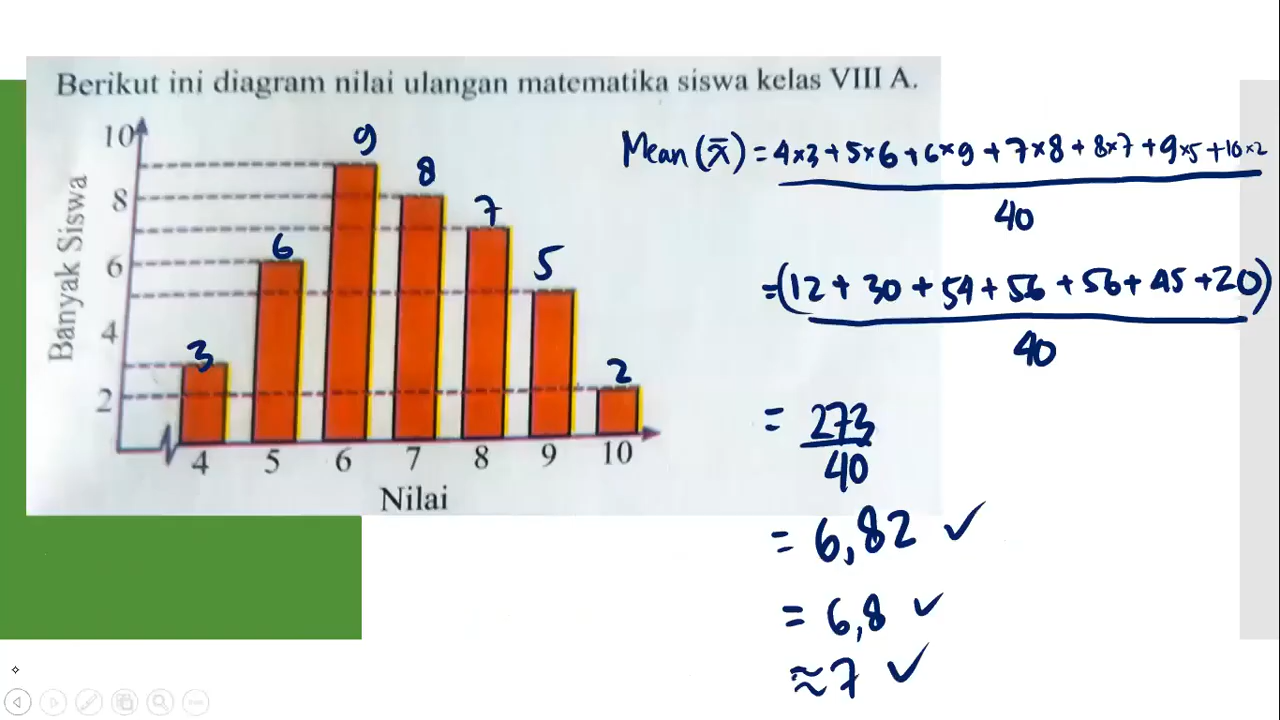 Berikut ini diagram nilai ulangan matematika siswa kelas VIII A.
10
8
6
4
2
Banyak Siswa
3
6
9
8
7
5
2
4 5 6 7 8 9 10
Nilai
Mean (x̄) = 4×3+5×6+6×9+7×8+8×7+9×5+10×2
40
=(12+30+54+56+56+45+20)
40
= 273
40
= 6,82 ✓
= 6,8 ✓
≈7 ✓